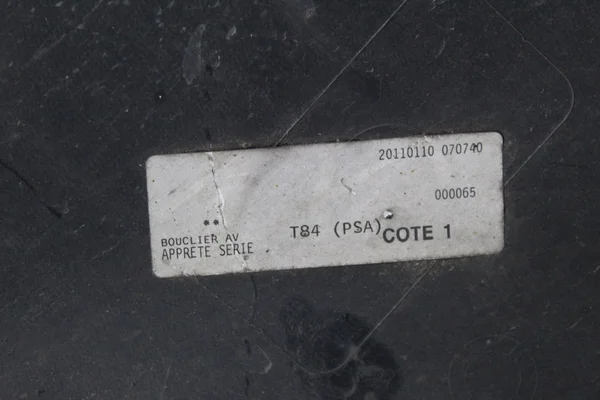 20110110 070740
000065
**
BOUCLIER AV
APPRETE SERIE
T84 (PSA)
COTE 1